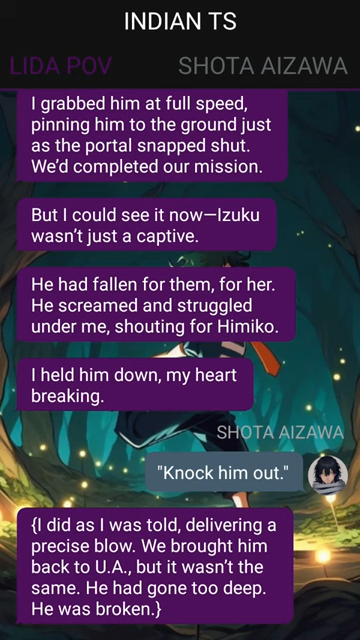 INDIAN TS
LIDA POV SHOTA AIZAWA
I grabbed him at full speed,
pinning him to the ground just
as the portal snapped shut.
We’d completed our mission.
But I could see it now—Izuku
wasn’t just a captive.
He had fallen for them, for her.
He screamed and struggled
under me, shouting for Himiko.
I held him down, my heart
breaking.
SHOTA AIZAWA
"Knock him out."
{I did as I was told, delivering a
precise blow. We brought him
back to U.A., but it wasn’t the
same. He had gone too deep.
He was broken.}